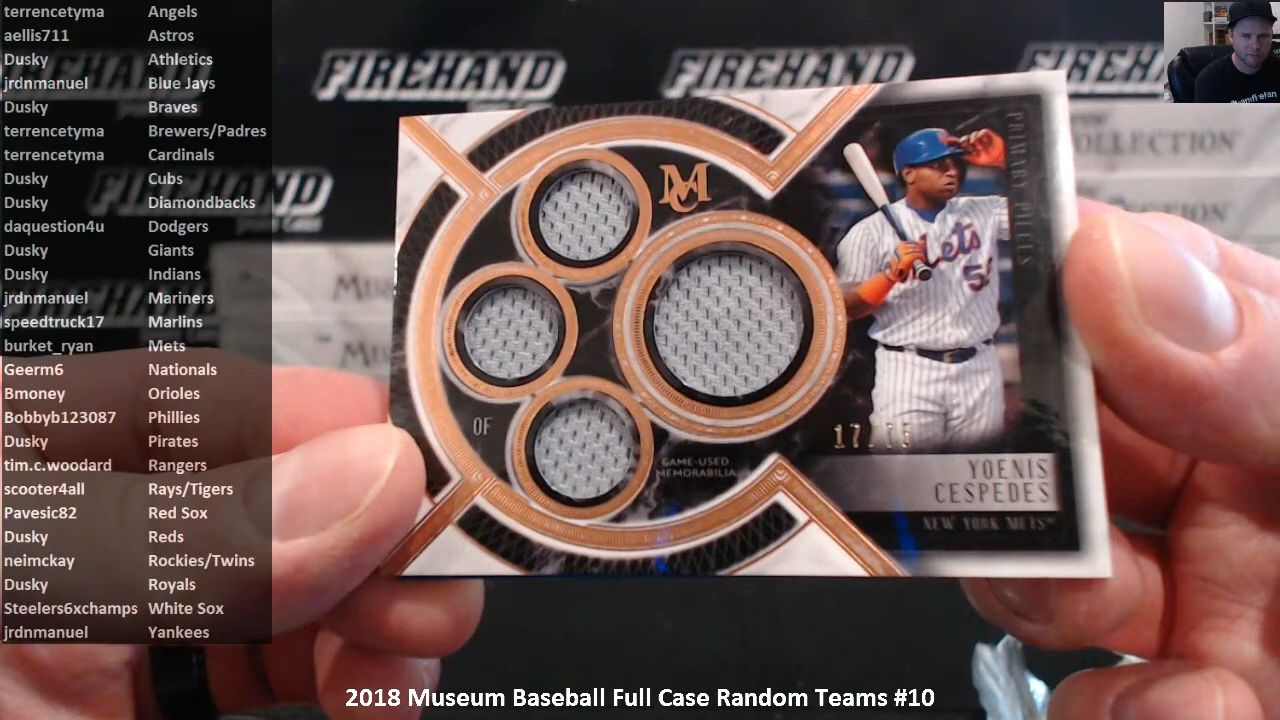 terrencetyma Angels
aellis711 Astros
Dusky Athletics
jrdnmanuel Blue Jays
Dusky Braves
terrencetyma Brewers/Padres
terrencetyma Cardinals
Dusky Cubs
Dusky Diamondbacks
daquestion4u Dodgers
Dusky Giants
Dusky Indians
jrdnmanuel Mariners
speedtruck17 Marlins
burket_ryan Mets
Geerm6 Nationals
Bmoney Orioles
Bobbyb123087 Phillies
Dusky Pirates
tim.c.woodard Rangers
scooter4all Rays/Tigers
Pavesic82 Red Sox
Dusky Reds
neimckay Rockies/Twins
Dusky Royals
Steelers6xchamps White Sox
jrdnmanuel Yankees
FIREHAND
FIREHAND
COLLECTION
MC
Mets
OF
GAME-USED
MEMORABILIA
17/75
YOENIS
CESPEDES
NEW YORK METS
2018 Museum Baseball Full Case Random Teams #10